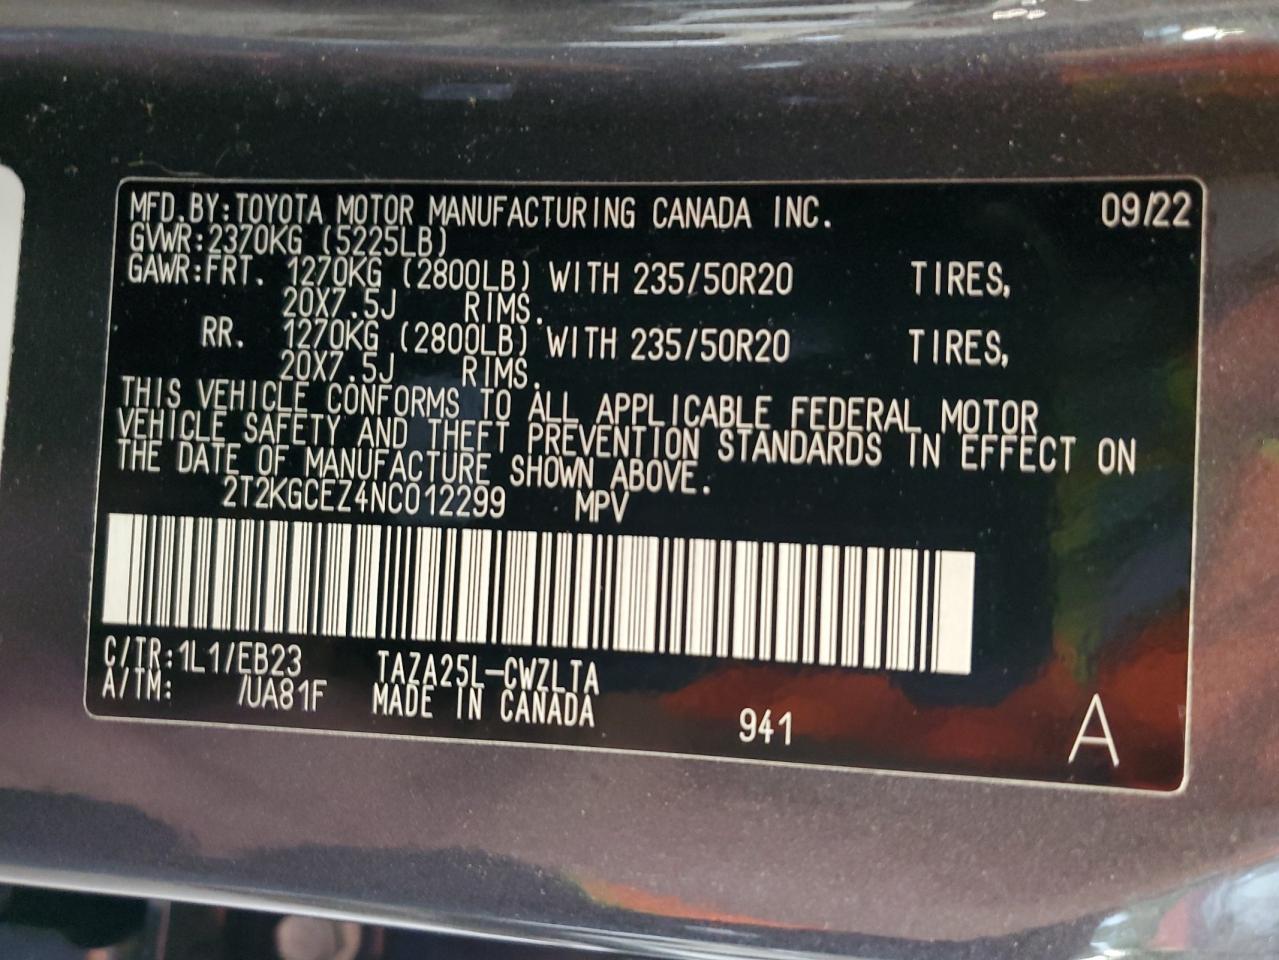 MFD.BY:TOYOTA MOTOR MANUFACTURING CANADA INC. 09/22
GVWR:2370KG (5225LB)
GAWR:FRT. 1270KG (2800LB) WITH 235/50R20 TIRES,
20X7.5J RIMS.
RR. 1270KG (2800LB) WITH 235/50R20 TIRES,
20X7.5J RIMS.
THIS VEHICLE CONFORMS TO ALL APPLICABLE FEDERAL MOTOR
VEHICLE SAFETY AND THEFT PREVENTION STANDARDS IN EFFECT ON
THE DATE OF MANUFACTURE SHOWN ABOVE.
2T2KGCEZ4NC012299 MPV
C/TR:1L1/EB23 TAZA25L-CWZLTA
A/TM: /UA81F MADE IN CANADA
941 A